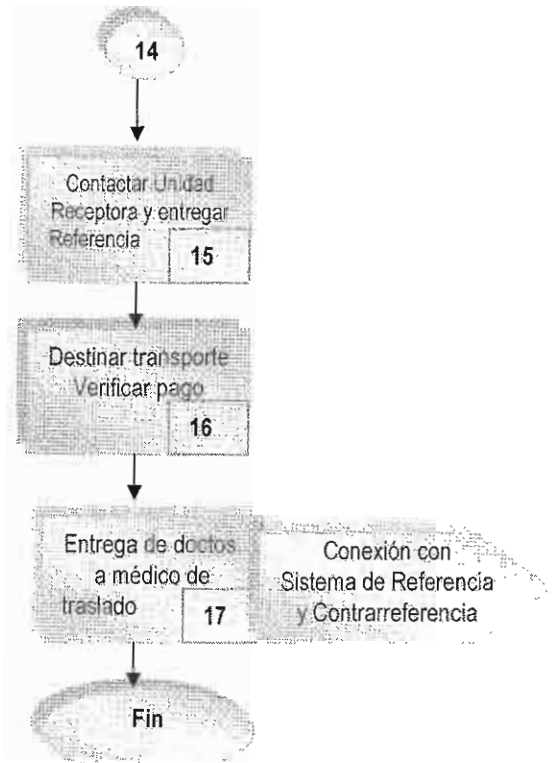 14
Contactar Unidad
Receptora y entregar
Referencia
15
Destinar transporte
Verificar pago
16
Entrega de doctos
a médico de
traslado
17
Conexión con
Sistema de Referencia
y Contrarreferencia
Fin